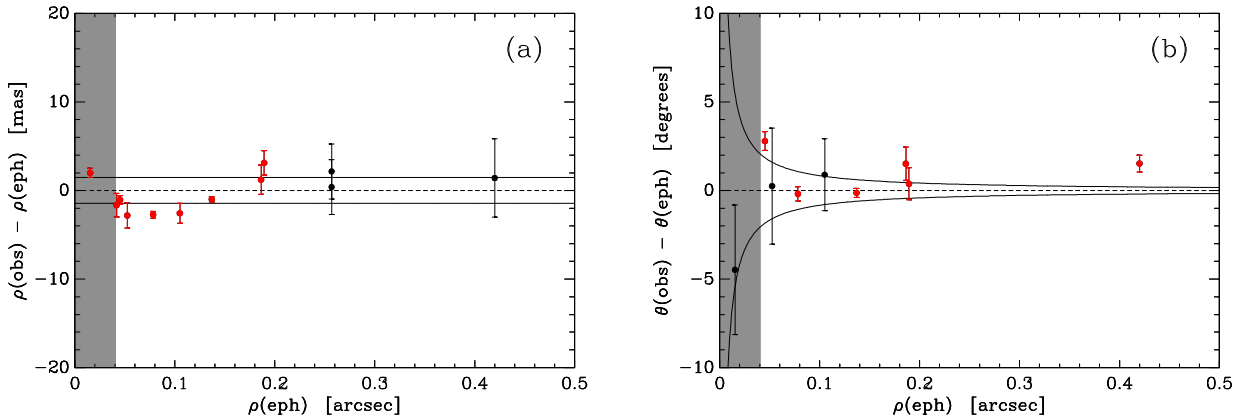 (a)
ρ(obs) − ρ(eph) [mas]
20
10
0
−10
−20
0 0.1 0.2 0.3 0.4 0.5
ρ(eph) [arcsec]
(b)
θ(obs) − θ(eph) [degrees]
10
5
0
−5
−10
0 0.1 0.2 0.3 0.4 0.5
ρ(eph) [arcsec]